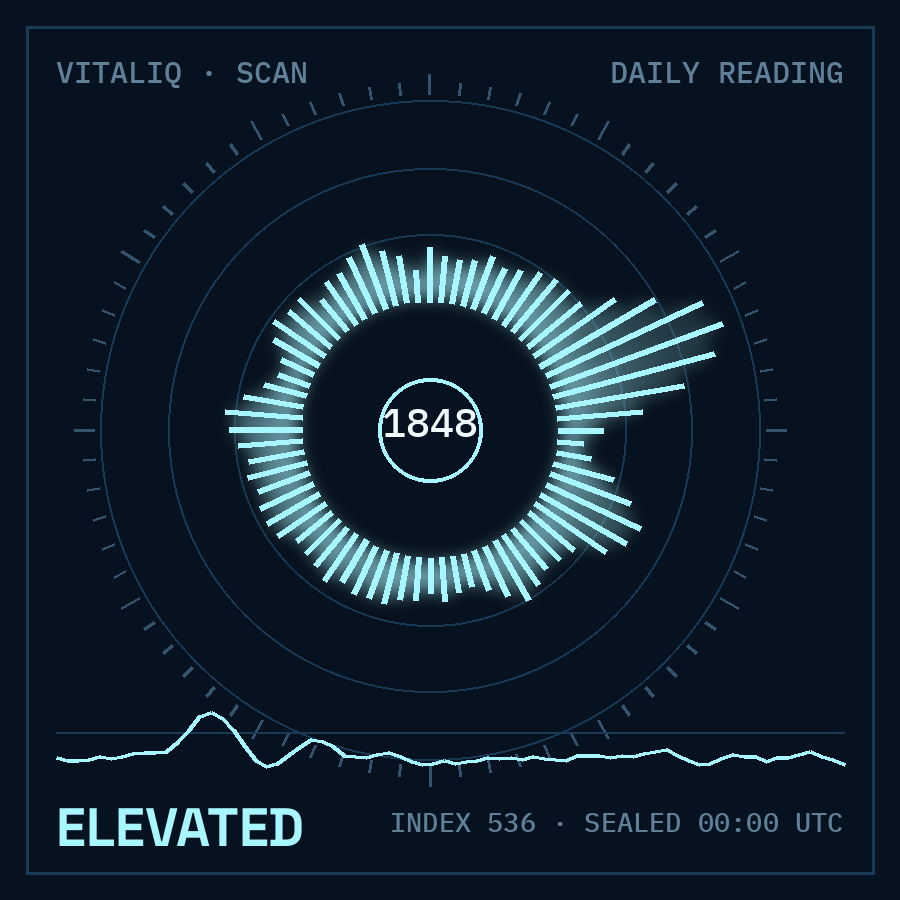 VITALIQ · SCAN
DAILY READING
1848
ELEVATED
INDEX 536 · SEALED 00:00 UTC